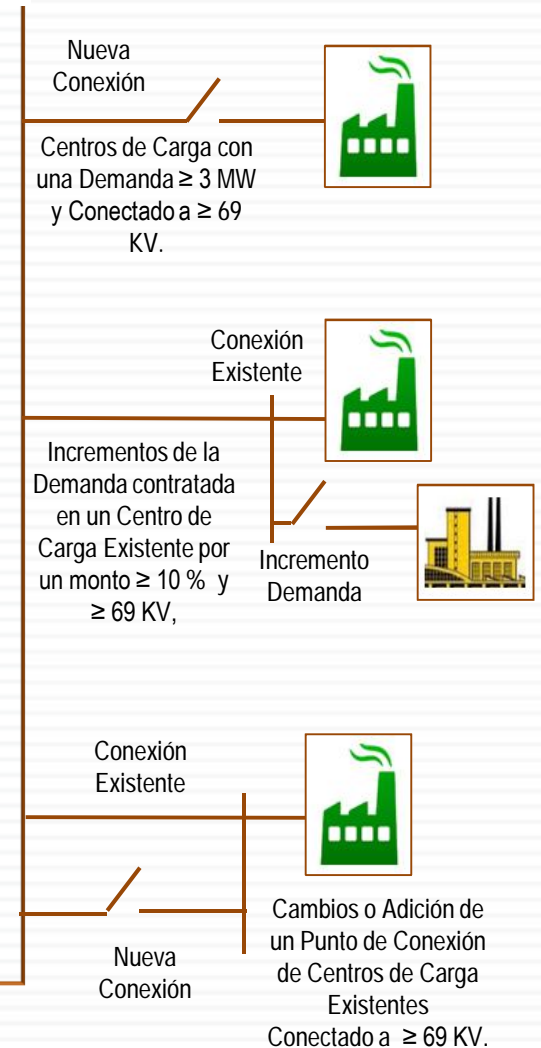 Nueva
Conexión
Centros de Carga con
una Demanda ≥ 3 MW
y Conectado a ≥ 69
KV.
Conexión
Existente
Incrementos de la
Demanda contratada
en un Centro de
Carga Existente por
un monto ≥ 10 % y
≥ 69 KV,
Incremento
Demanda
Conexión
Existente
Nueva
Conexión
Cambios o Adición de
un Punto de Conexión
de Centros de Carga
Existentes
Conectado a ≥ 69 KV.